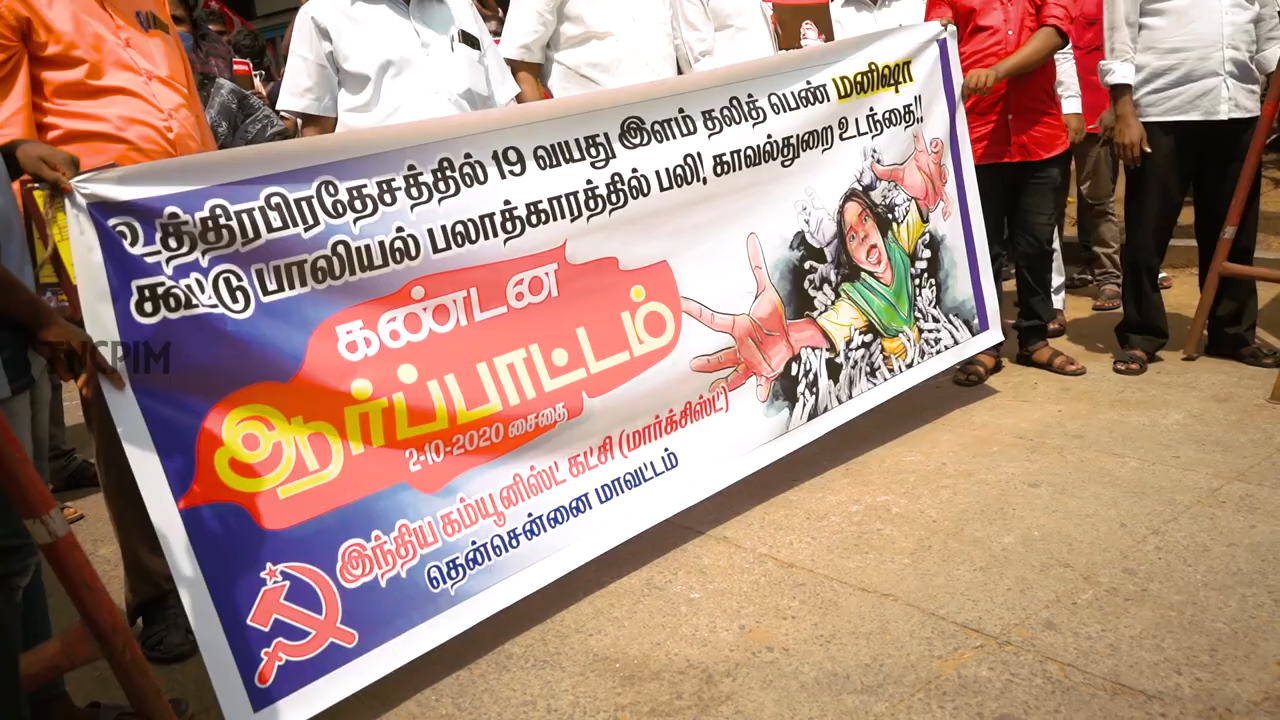 உத்திரபிரதேசத்தில் 19 வயது இளம் தலித் பெண் மனிஷா
கூட்டு பாலியல் பலாத்காரத்தில் பலி! காவல்துறை உடந்தை!!
கண்டன
ஆர்ப்பாட்டம்
2-10-2020 சைதை
இந்திய கம்யூனிஸ்ட் கட்சி (மார்க்சிஸ்ட்)
தென்சென்னை மாவட்டம்
TNCPIM